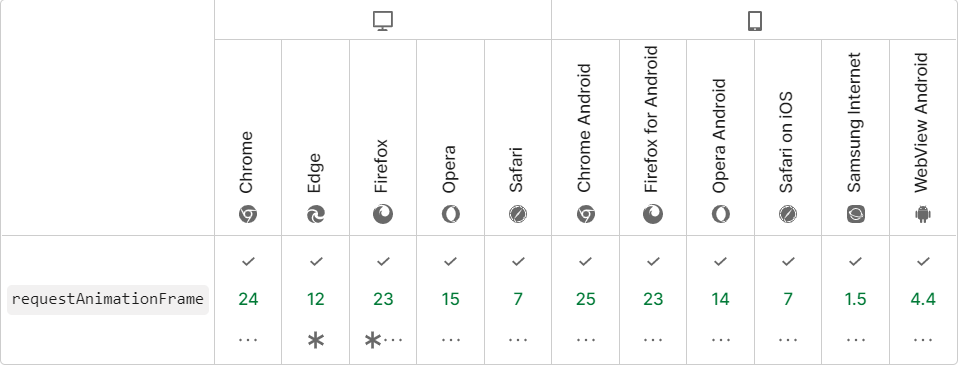 Chrome
Edge
Firefox
Opera
Safari
Chrome Android
Firefox for Android
Opera Android
Safari on iOS
Samsung Internet
WebView Android
requestAnimationFrame
24 12 23 15 7 25 23 14 7 1.5 4.4
… * *… … … … … … … … …